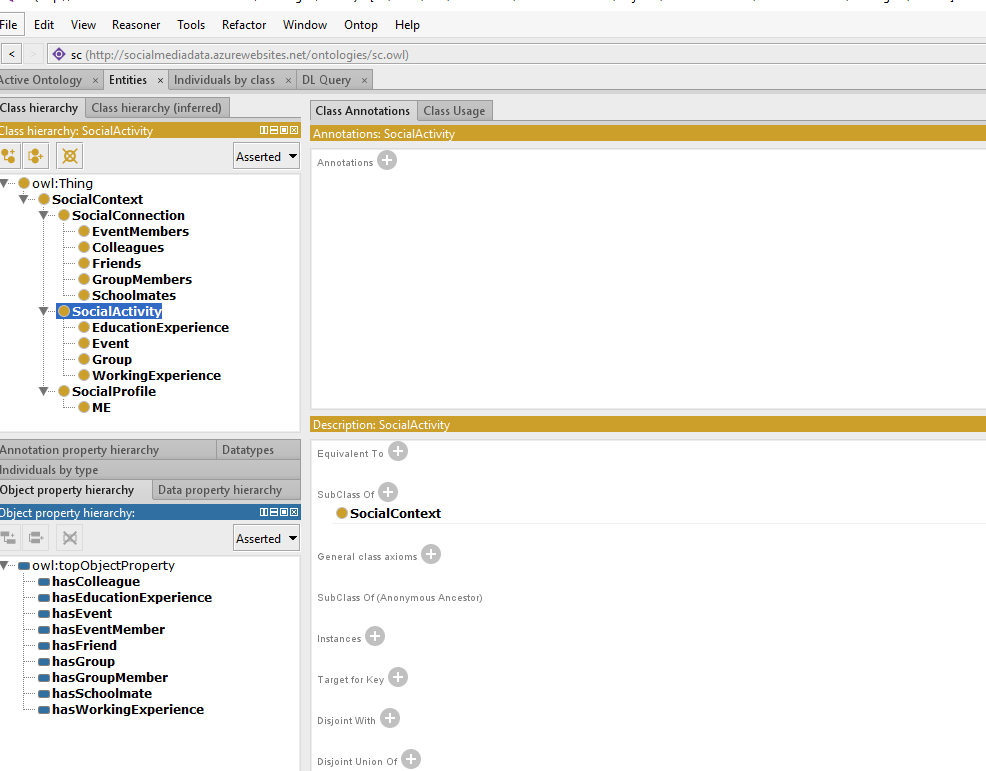 File Edit View Reasoner Tools Refactor Window Ontop Help
< > sc (http://socialmediadata.azurewebsites.net/ontologies/sc.owl)
Active Ontology × Entities × Individuals by class × DL Query ×
Class hierarchy Class hierarchy (inferred)
Class hierarchy: SocialActivity
Asserted
owl:Thing
SocialContext
SocialConnection
EventMembers
Colleagues
Friends
GroupMembers
Schoolmates
SocialActivity
EducationExperience
Event
Group
WorkingExperience
SocialProfile
ME
Annotation property hierarchy Datatypes
Individuals by type
Object property hierarchy Data property hierarchy
Object property hierarchy:
Asserted
owl:topObjectProperty
hasColleague
hasEducationExperience
hasEvent
hasEventMember
hasFriend
hasGroup
hasGroupMember
hasSchoolmate
hasWorkingExperience
Class Annotations Class Usage
Annotations: SocialActivity
Annotations
Description: SocialActivity
Equivalent To
SubClass Of
SocialContext
General class axioms
SubClass Of (Anonymous Ancestor)
Instances
Target for Key
Disjoint With
Disjoint Union Of